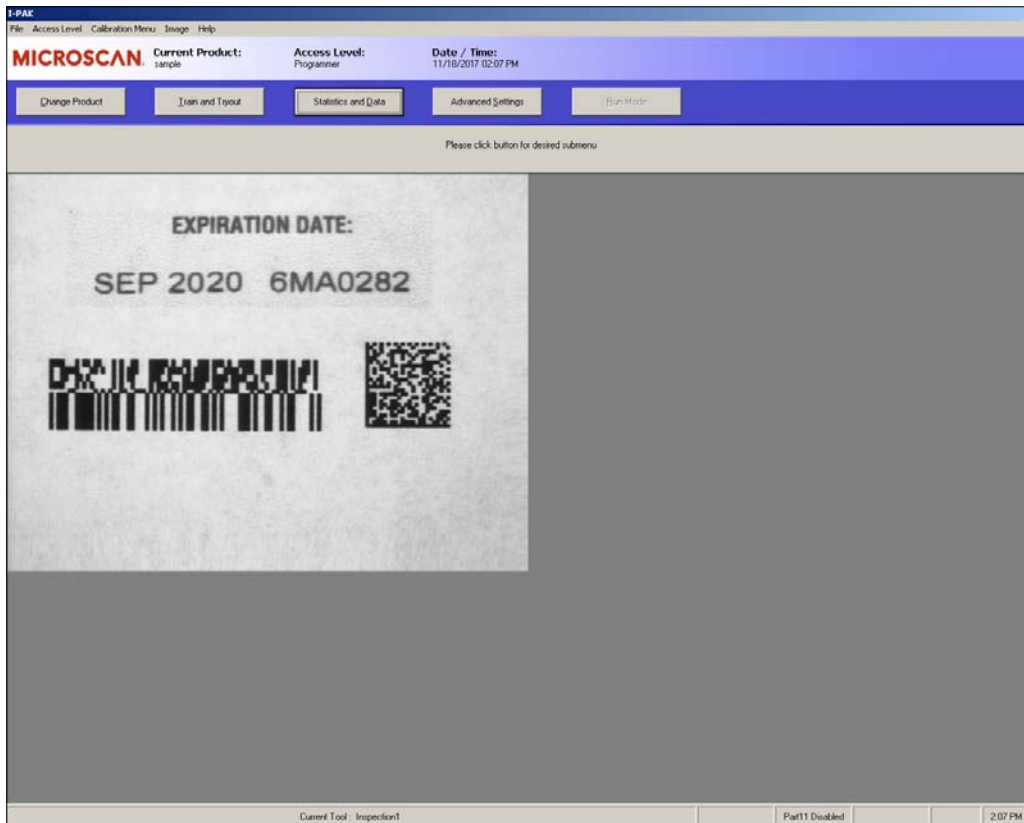 I-PAK
File Access Level Calibration Menu Image Help
MICROSCAN. Current Product: Access Level: Date / Time:
sample Programmer 11/18/2017 02:07 PM
Change Product Train and Tryout Statistics and Data Advanced Settings Run Mode
Please click button for desired submenu
EXPIRATION DATE:
SEP 2020 6MA0282
Current Tool : Inspection1 Part11 Disabled 2:07 PM